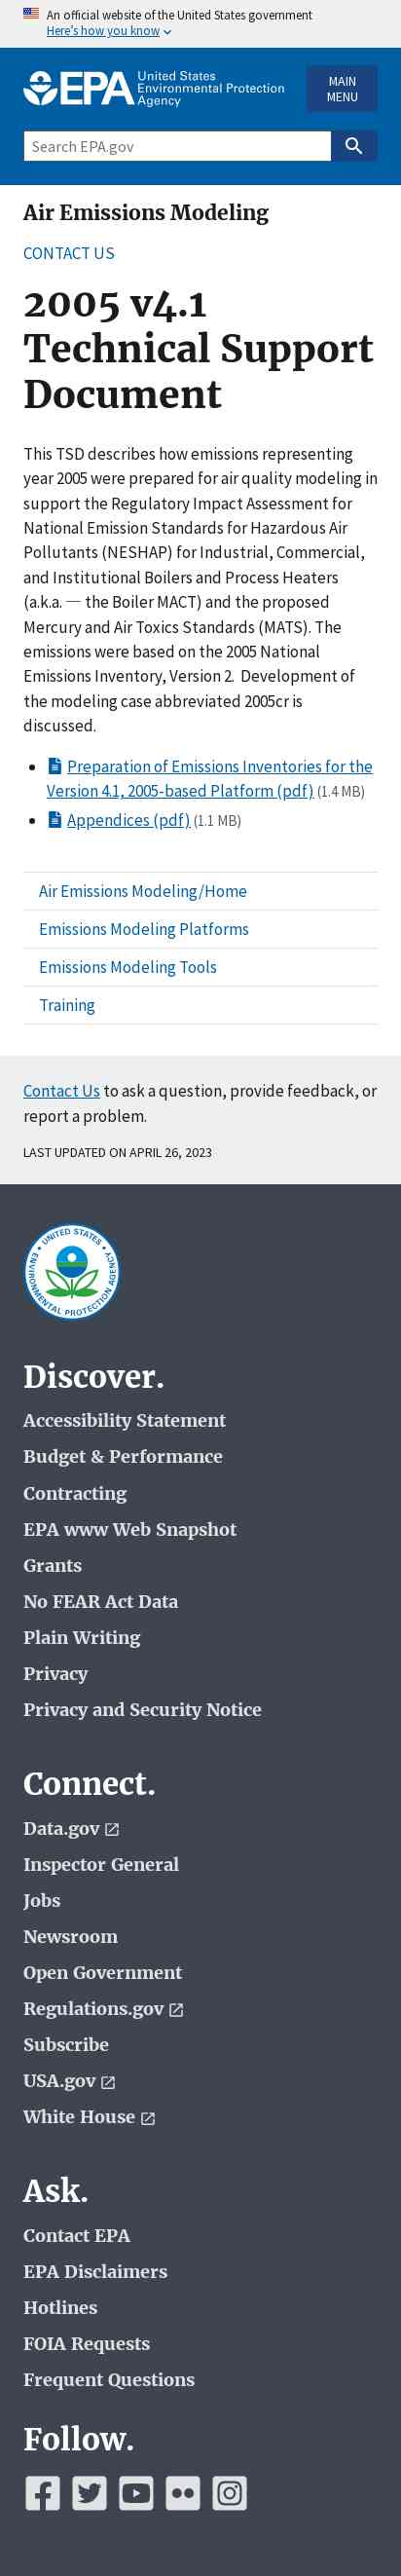 An official website of the United States government
Here’s how you know
EPA United States
Environmental Protection
Agency
MAIN
MENU
Search EPA.gov
Air Emissions Modeling
CONTACT US
2005 v4.1
Technical Support
Document
This TSD describes how emissions representing
year 2005 were prepared for air quality modeling in
support the Regulatory Impact Assessment for
National Emission Standards for Hazardous Air
Pollutants (NESHAP) for Industrial, Commercial,
and Institutional Boilers and Process Heaters
(a.k.a. — the Boiler MACT) and the proposed
Mercury and Air Toxics Standards (MATS). The
emissions were based on the 2005 National
Emissions Inventory, Version 2.  Development of
the modeling case abbreviated 2005cr is
discussed.
Preparation of Emissions Inventories for the
Version 4.1, 2005-based Platform (pdf) (1.4 MB)
Appendices (pdf) (1.1 MB)
Air Emissions Modeling/Home
Emissions Modeling Platforms
Emissions Modeling Tools
Training
Contact Us to ask a question, provide feedback, or
report a problem.
LAST UPDATED ON APRIL 26, 2023
UNITED STATES
ENVIRONMENTAL PROTECTION AGENCY
Discover.
Accessibility Statement
Budget & Performance
Contracting
EPA www Web Snapshot
Grants
No FEAR Act Data
Plain Writing
Privacy
Privacy and Security Notice
Connect.
Data.gov
Inspector General
Jobs
Newsroom
Open Government
Regulations.gov
Subscribe
USA.gov
White House
Ask.
Contact EPA
EPA Disclaimers
Hotlines
FOIA Requests
Frequent Questions
Follow.